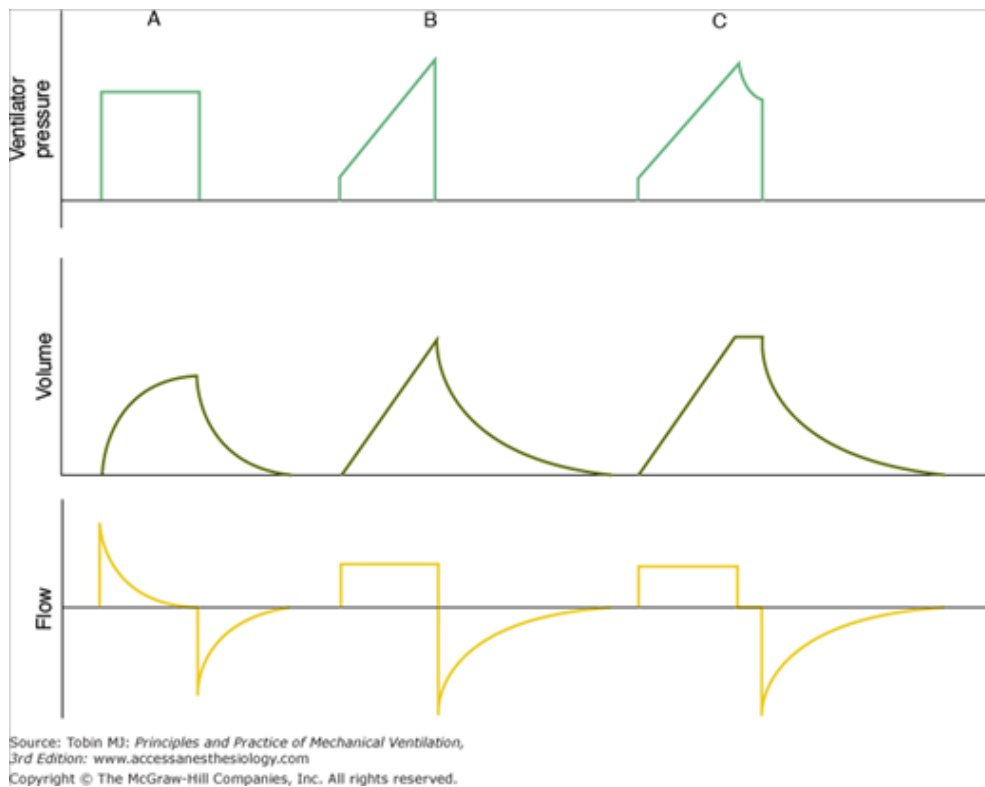 A B C
Ventilator
pressure
Volume
Flow
Source: Tobin MJ: Principles and Practice of Mechanical Ventilation,
3rd Edition: www.accessanesthesiology.com
Copyright © The McGraw-Hill Companies, Inc. All rights reserved.